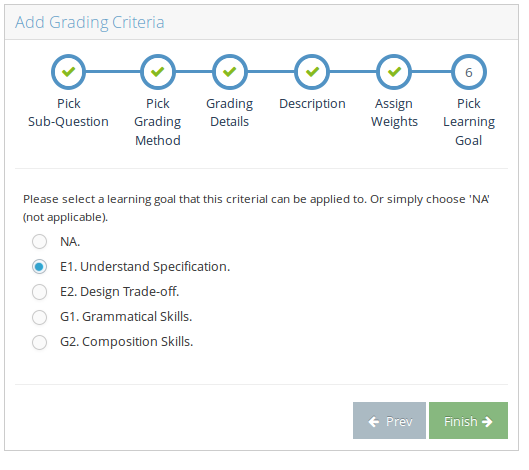 Add Grading Criteria
6
Pick Pick Grading Description Assign Pick
Sub-Question Grading Details Weights Learning
Method Goal
Please select a learning goal that this criterial can be applied to. Or simply choose 'NA'
(not applicable).
NA.
E1. Understand Specification.
E2. Design Trade-off.
G1. Grammatical Skills.
G2. Composition Skills.
Prev Finish